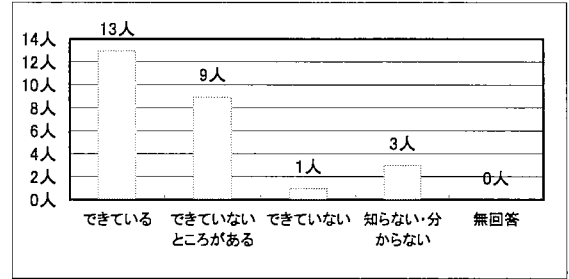 14人
12人
10人
8人
6人
4人
2人
0人
13人
9人
1人
3人
0人
できている
できていない
ところがある
できていない
知らない・分
からない
無回答